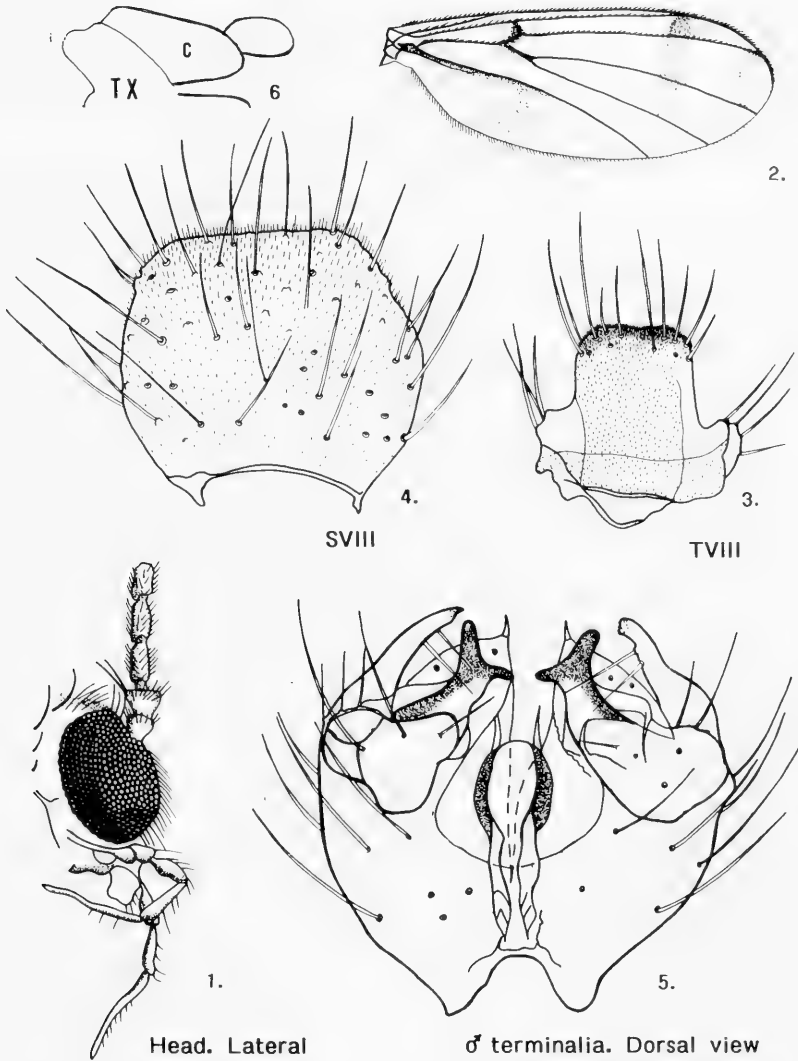 C
TX
6
2.
4.
SVIII
3.
TVIII
1.
5.
Head. Lateral
♂ terminalia. Dorsal view